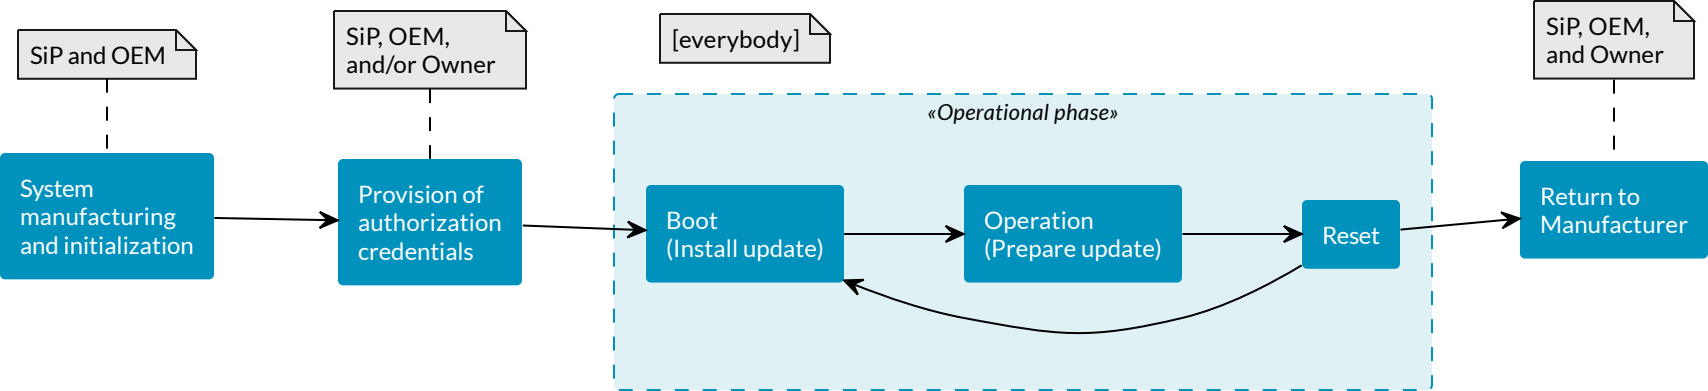 SiP and OEM
SiP, OEM,
and/or Owner
[everybody]
SiP, OEM,
and Owner
«Operational phase»
System
manufacturing
and initialization
Provision of
authorization
credentials
Boot
(Install update)
Operation
(Prepare update)
Reset
Return to
Manufacturer